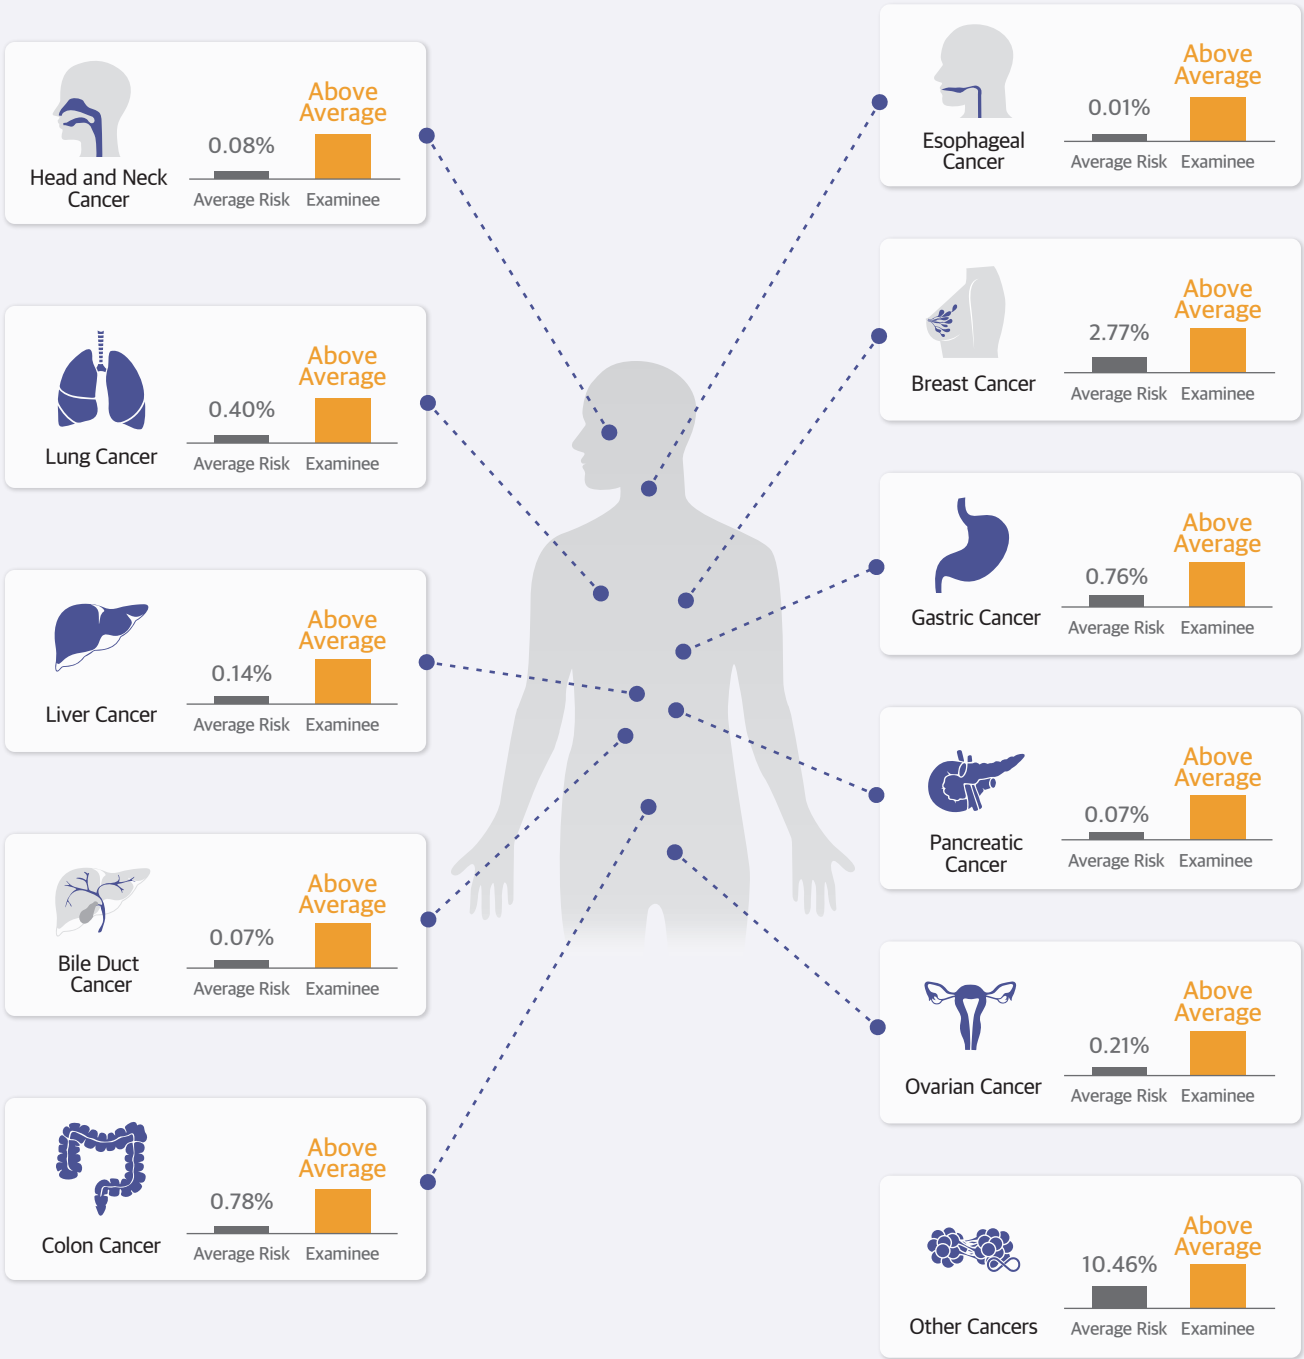 Above
Average
0.08%
Head and Neck
Cancer
Average Risk Examinee
Above
Average
0.40%
Lung Cancer
Average Risk Examinee
Above
Average
0.14%
Liver Cancer
Average Risk Examinee
Above
Average
0.07%
Bile Duct
Cancer
Average Risk Examinee
Above
Average
0.78%
Colon Cancer
Average Risk Examinee
Above
Average
0.01%
Esophageal
Cancer
Average Risk Examinee
Above
Average
2.77%
Breast Cancer
Average Risk Examinee
Above
Average
0.76%
Gastric Cancer
Average Risk Examinee
Above
Average
0.07%
Pancreatic
Cancer
Average Risk Examinee
Above
Average
0.21%
Ovarian Cancer
Average Risk Examinee
Above
Average
10.46%
Other Cancers
Average Risk Examinee